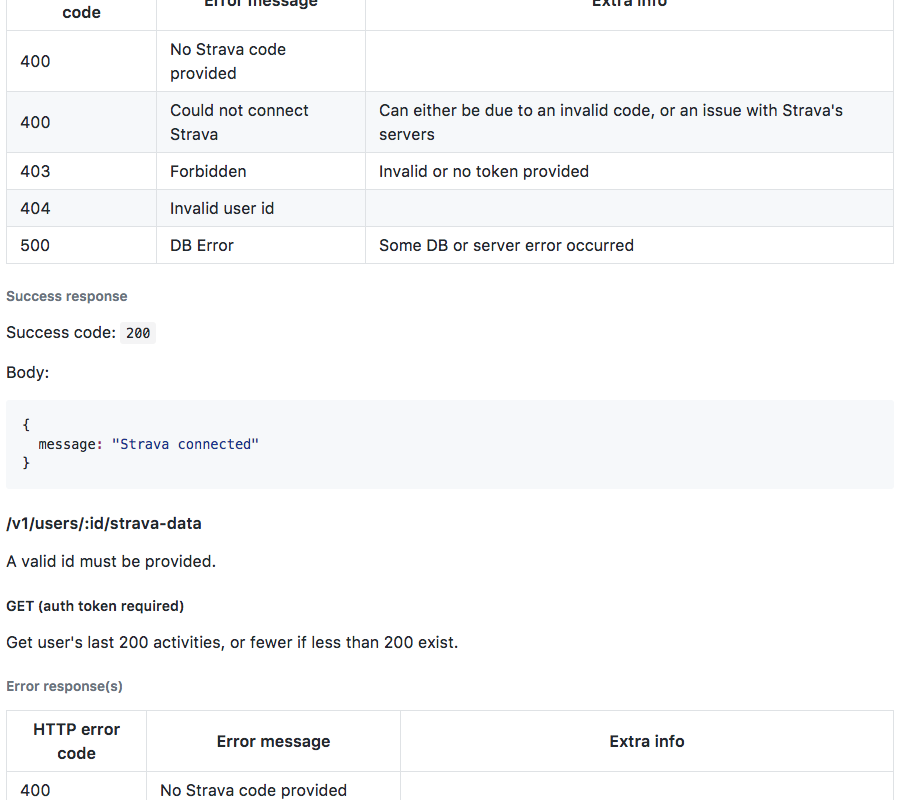 Error message Extra info
code
400 No Strava code
provided
400 Could not connect Can either be due to an invalid code, or an issue with Strava's
Strava servers
403 Forbidden Invalid or no token provided
404 Invalid user id
500 DB Error Some DB or server error occurred
Success response
Success code: 200
Body:
{
message: "Strava connected"
}
/v1/users/:id/strava-data
A valid id must be provided.
GET (auth token required)
Get user's last 200 activities, or fewer if less than 200 exist.
Error response(s)
HTTP error
code Error message Extra info
400 No Strava code provided